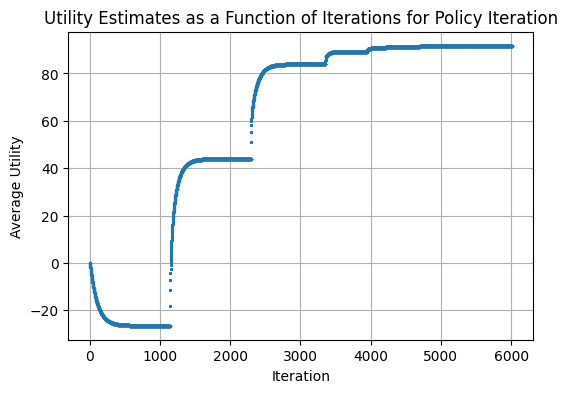 Utility Estimates as a Function of Iterations for Policy Iteration
80
60
40
20
0
−20
Average Utility
0 1000 2000 3000 4000 5000 6000
Iteration